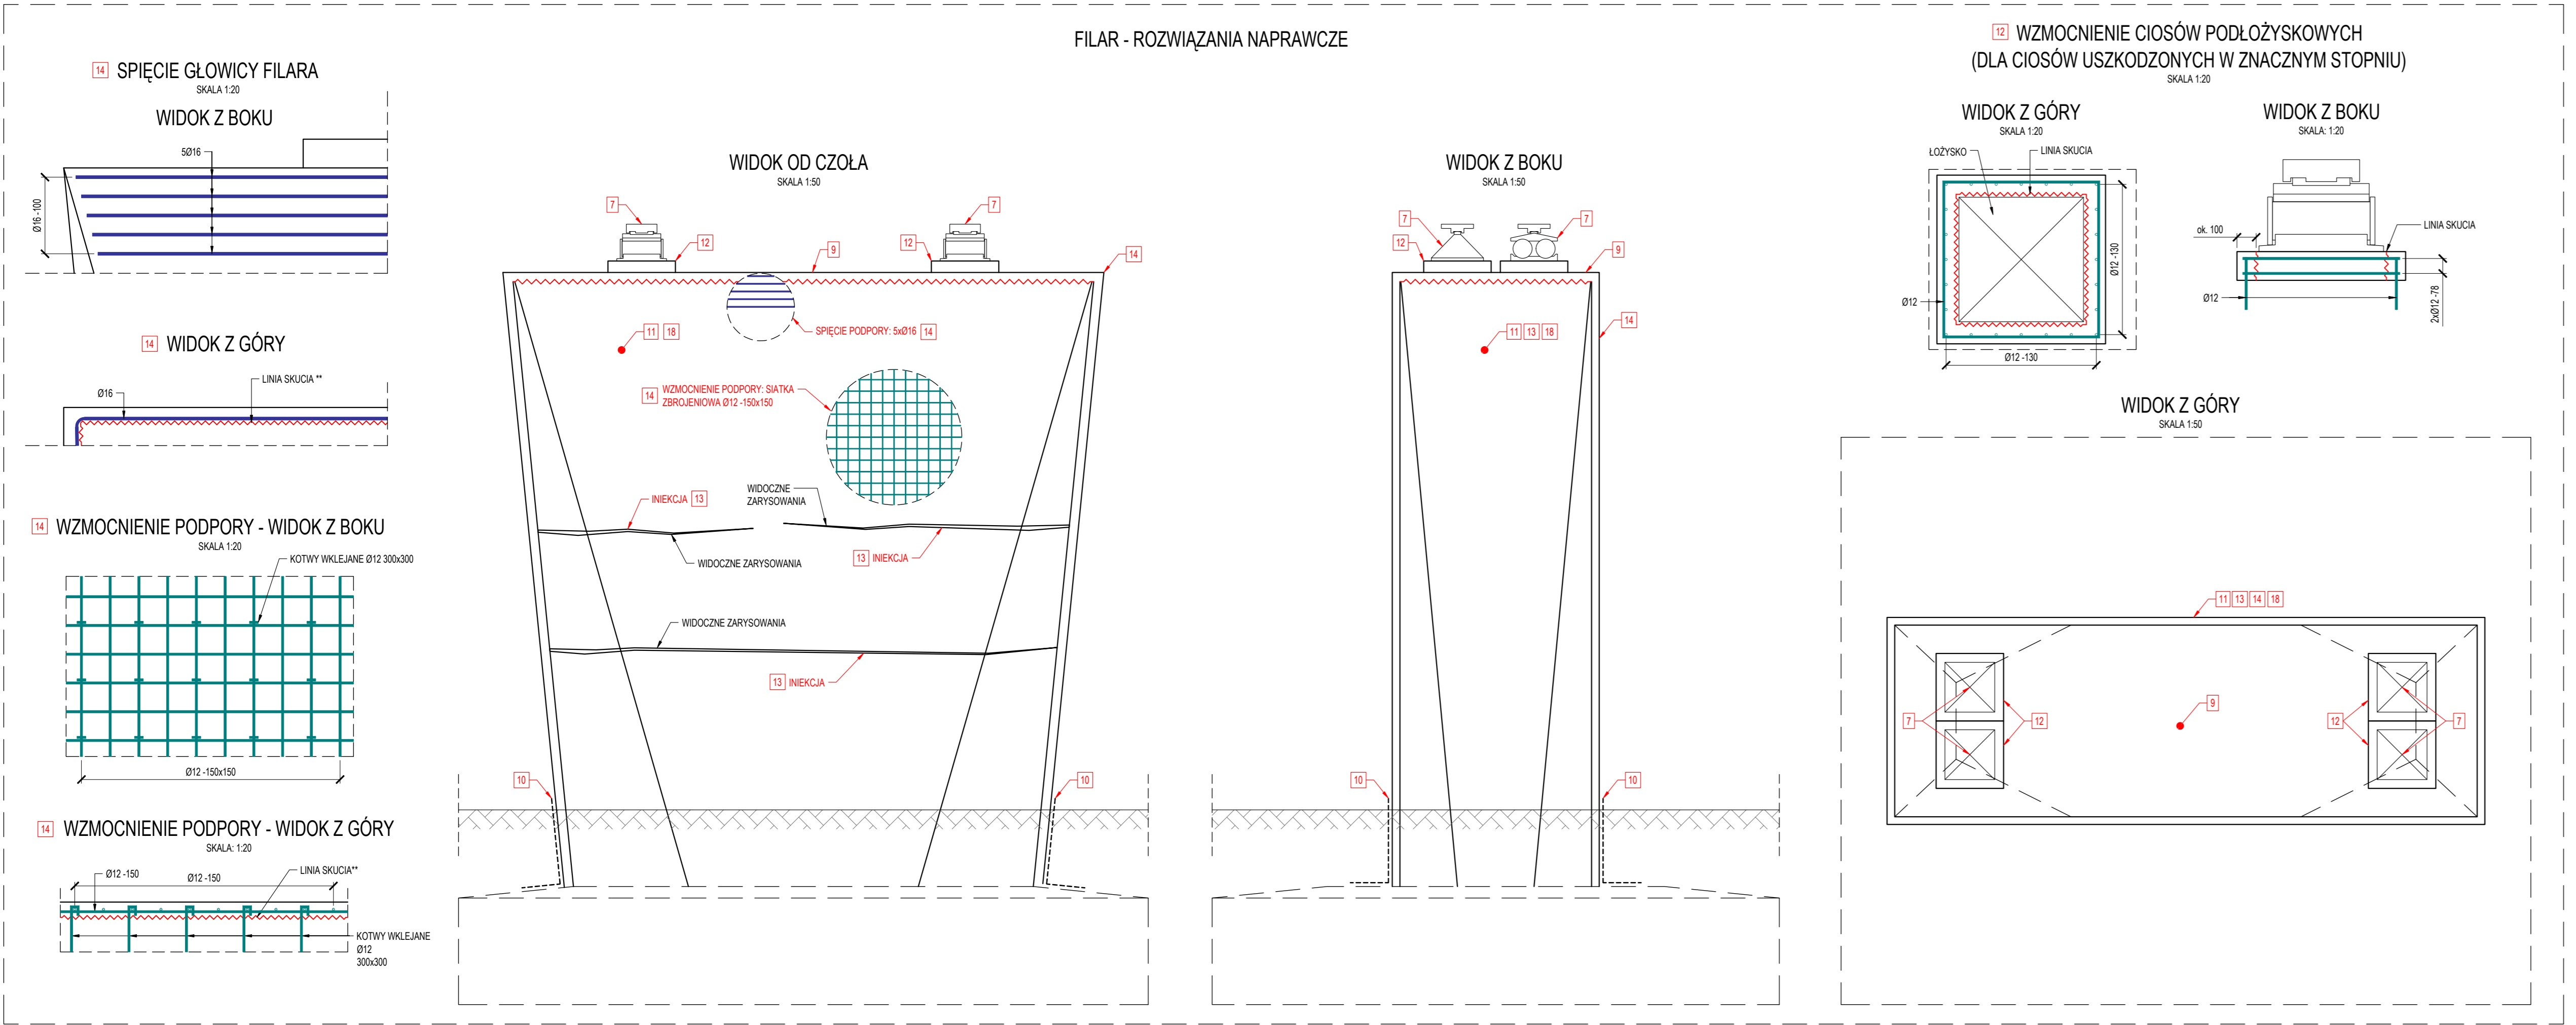 FILAR - ROZWIĄZANIA NAPRAWCZE
14 SPIĘCIE GŁOWICY FILARA
SKALA 1:20
WIDOK Z BOKU
5Ø16
Ø16 -100
14 WIDOK Z GÓRY
LINIA SKUCIA **
Ø16
14 WZMOCNIENIE PODPORY - WIDOK Z BOKU
SKALA 1:20
KOTWY WKLEJANE Ø12 300x300
Ø12 -150x150
14 WZMOCNIENIE PODPORY - WIDOK Z GÓRY
SKALA: 1:20
Ø12 -150
Ø12 -150
LINIA SKUCIA**
KOTWY WKLEJANE
Ø12
300x300
WIDOK OD CZOŁA
SKALA 1:50
7
7
12
12
9
14
SPIĘCIE PODPORY: 5xØ16 14
11 18
14 WZMOCNIENIE PODPORY: SIATKA
ZBROJENIOWA Ø12 -150x150
INIEKCJA 13
WIDOCZNE
ZARYSOWANIA
WIDOCZNE ZARYSOWANIA
13 INIEKCJA
WIDOCZNE ZARYSOWANIA
13 INIEKCJA
10
10
WIDOK Z BOKU
SKALA 1:50
7
7
12
9
14
11 13 18
10
10
12 WZMOCNIENIE CIOSÓW PODŁOŻYSKOWYCH
(DLA CIOSÓW USZKODZONYCH W ZNACZNYM STOPNIU)
SKALA 1:20
WIDOK Z GÓRY
SKALA 1:20
ŁOŻYSKO
LINIA SKUCIA
Ø12
Ø12 -130
Ø12 -130
WIDOK Z BOKU
SKALA: 1:20
ok. 100
LINIA SKUCIA
Ø12
2xØ12 -78
WIDOK Z GÓRY
SKALA 1:50
11 13 14 18
7
12
9
12
7